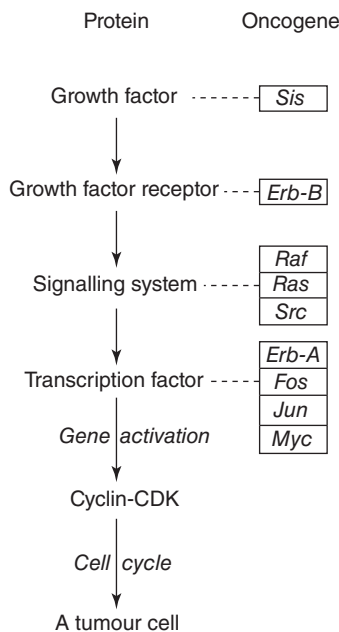 Protein Oncogene
Growth factor Sis
Growth factor receptor Erb-B
Raf
Signalling system Ras
Src
Erb-A
Transcription factor Fos
Jun
Gene activation Myc
Cyclin-CDK
Cell cycle
A tumour cell